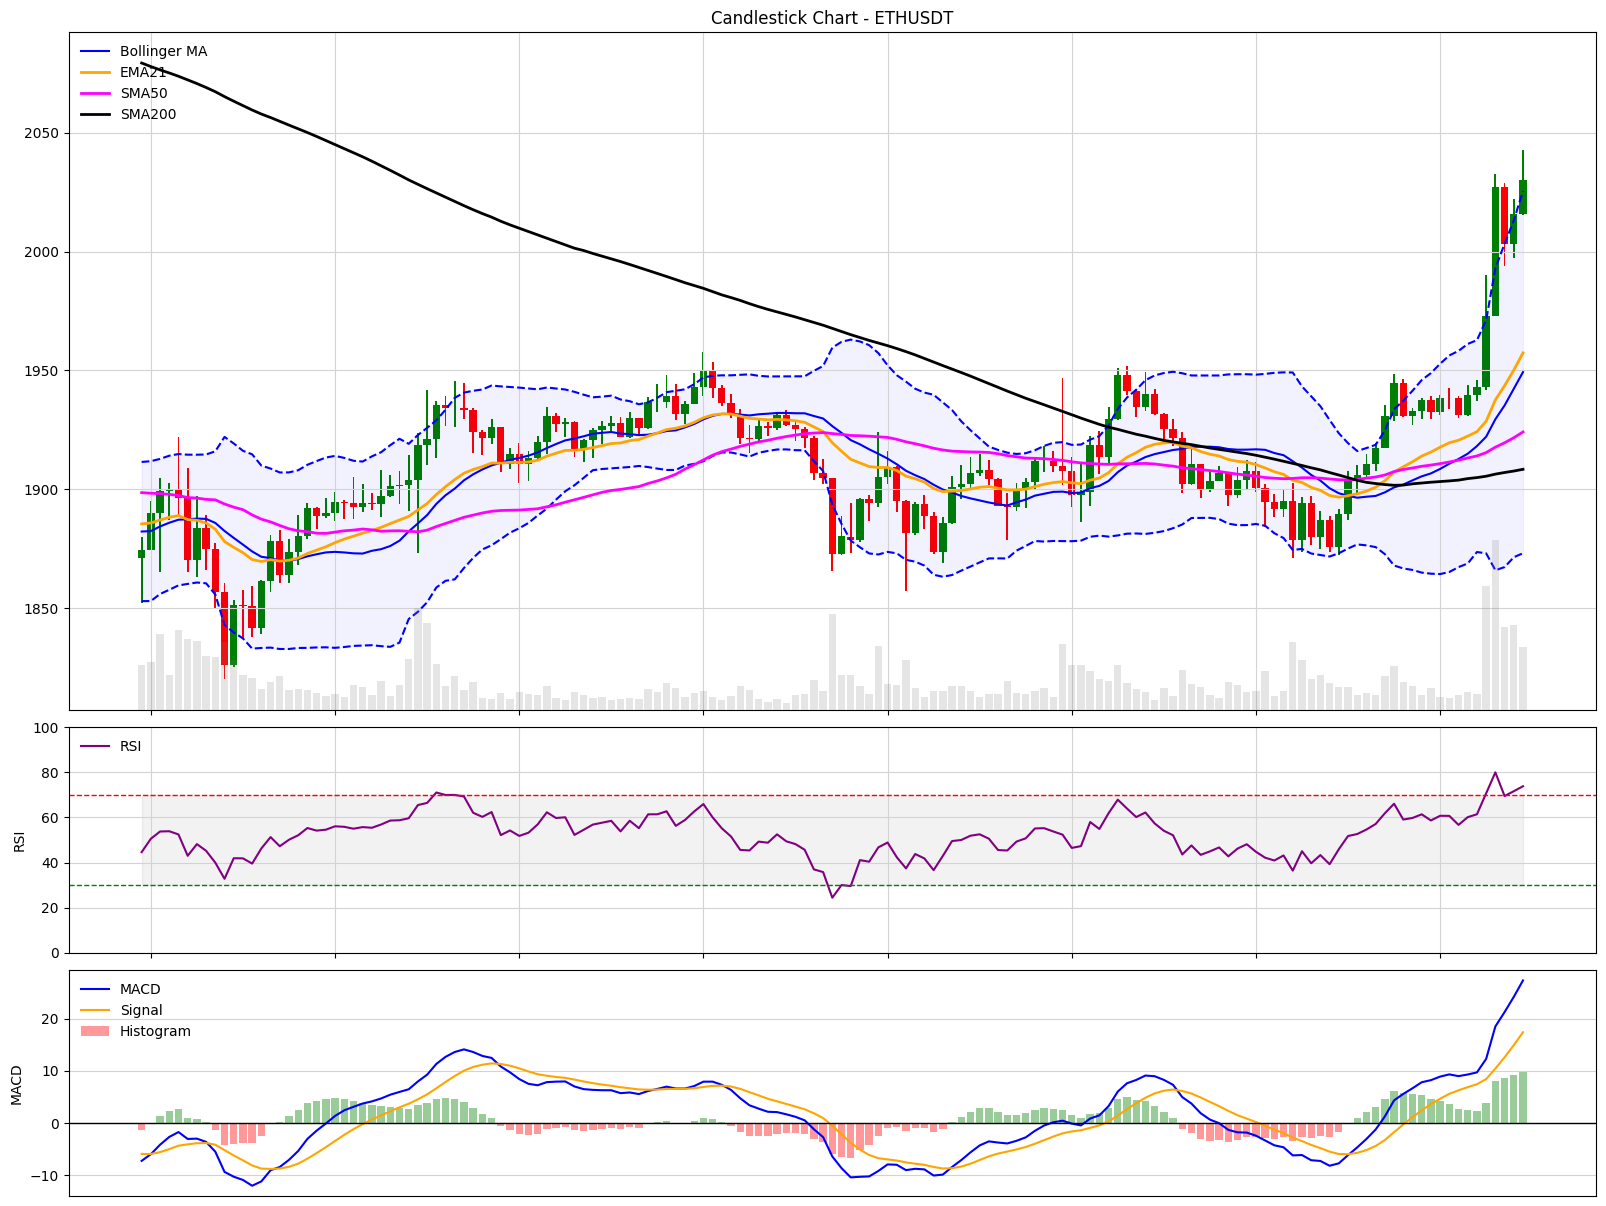 Candlestick Chart - ETHUSDT
Bollinger MA
EMA21
SMA50
SMA200
2050
2000
1950
1900
1850
RSI
100
80
60
40
20
0
RSI
MACD
Signal
Histogram
20
10
0
−10
MACD